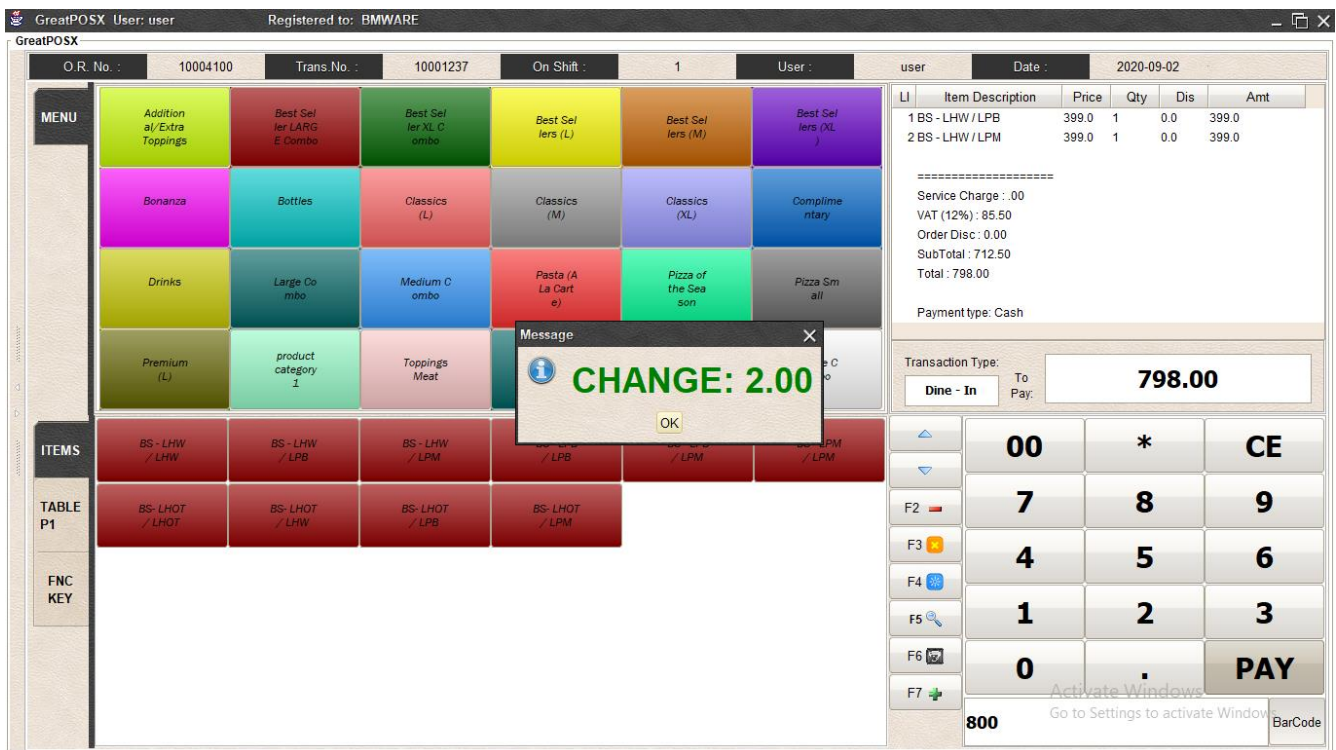 GreatPOSX User: user Registered to: BMWARE
GreatPOSX
O.R. No. : 10004100 Trans.No. : 10001237 On Shift : 1 User : user Date : 2020-09-02
MENU
Addition
al/Extra
Toppings
Best Sel
ler LARG
E Combo
Best Sel
ler XL C
ombo
Best Sel
lers (L)
Best Sel
lers (M)
Best Sel
lers (XL
)
Bonanza
Bottles
Classics
(L)
Classics
(M)
Classics
(XL)
Complime
ntary
Drinks
Large Co
mbo
Medium C
ombo
Pasta (A
La Cart
e)
Pizza of
the Sea
son
Pizza Sm
all
Premium
(L)
product
category
1
Toppings
Meat
Message
CHANGE: 2.00
OK
LI Item Description Price Qty Dis Amt
1 BS - LHW / LPB 399.0 1 0.0 399.0
2 BS - LHW / LPM 399.0 1 0.0 399.0
====================
Service Charge : .00
VAT (12%) : 85.50
Order Disc : 0.00
SubTotal : 712.50
Total : 798.00
Payment type: Cash
Transaction Type:
Dine - In
To
Pay:
798.00
ITEMS
TABLE
P1
FNC
KEY
BS - LHW
/ LHW
BS - LHW
/ LPB
BS - LHW
/ LPM
/ LPB
/ LPM
/ LPM
BS- LHOT
/ LHOT
BS- LHOT
/ LHW
BS- LHOT
/ LPB
BS- LHOT
/ LPM
F2
F3
F4
F5
F6
F7
00 * CE
7 8 9
4 5 6
1 2 3
0 . PAY
Activate Windows
Go to Settings to activate Windows.
800
BarCode